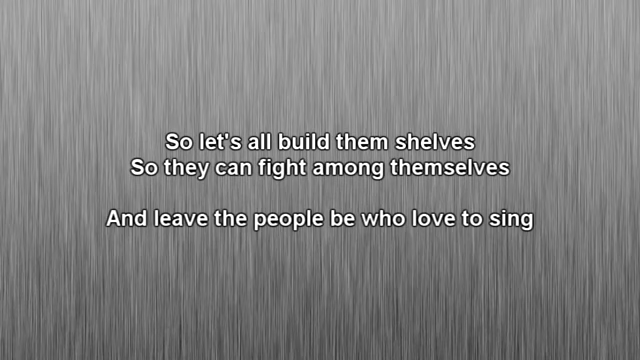 So let's all build them shelves
So they can fight among themselves
And leave the people be who love to sing